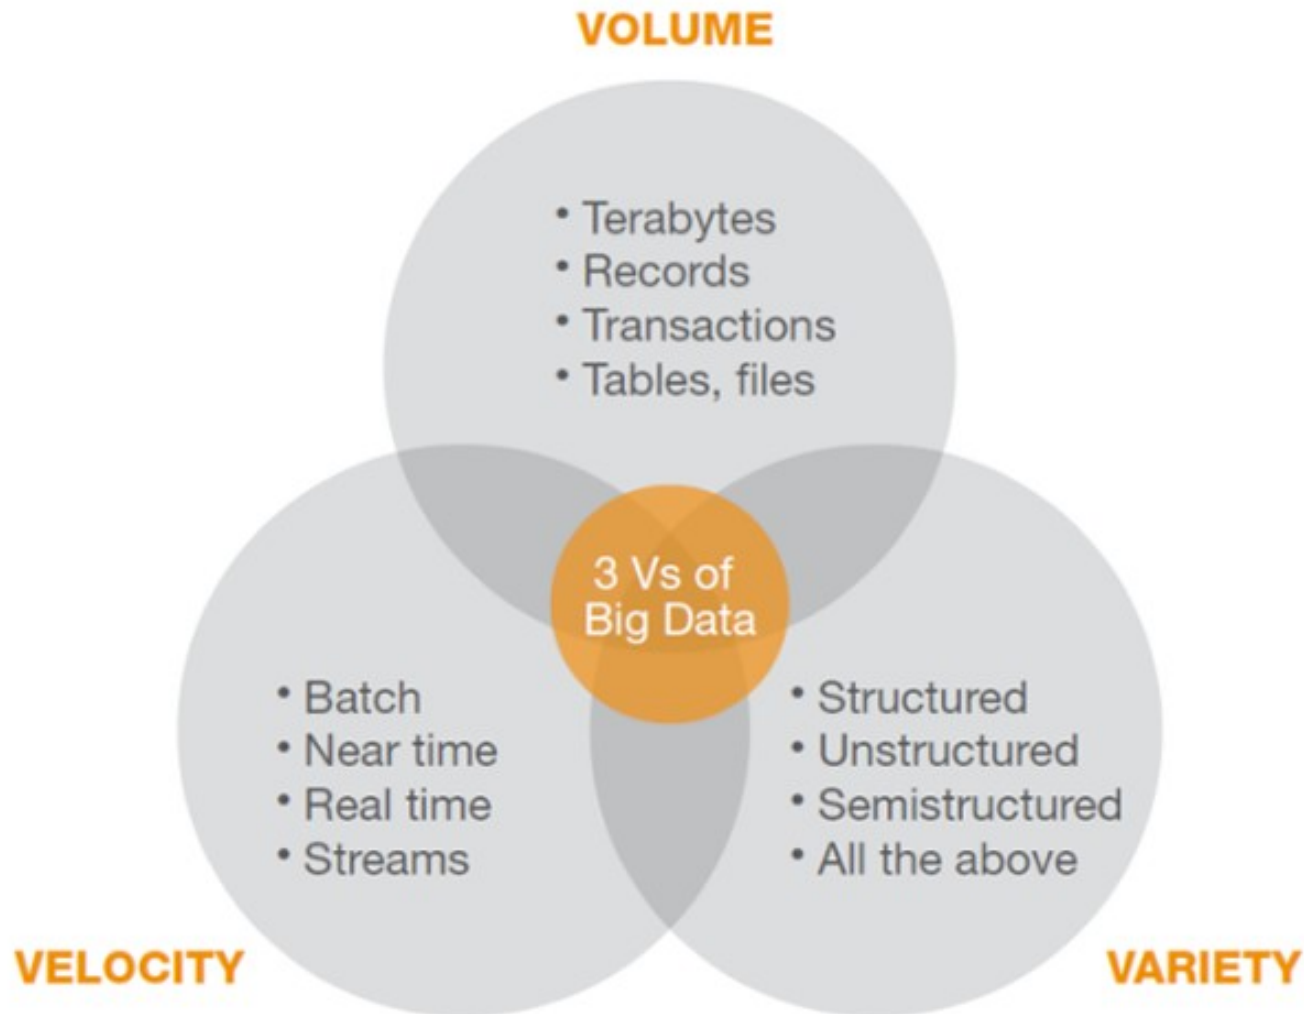 VOLUME
• Terabytes
• Records
• Transactions
• Tables, files
3 Vs of
Big Data
• Batch
• Near time
• Real time
• Streams
• Structured
• Unstructured
• Semistructured
• All the above
VELOCITY
VARIETY